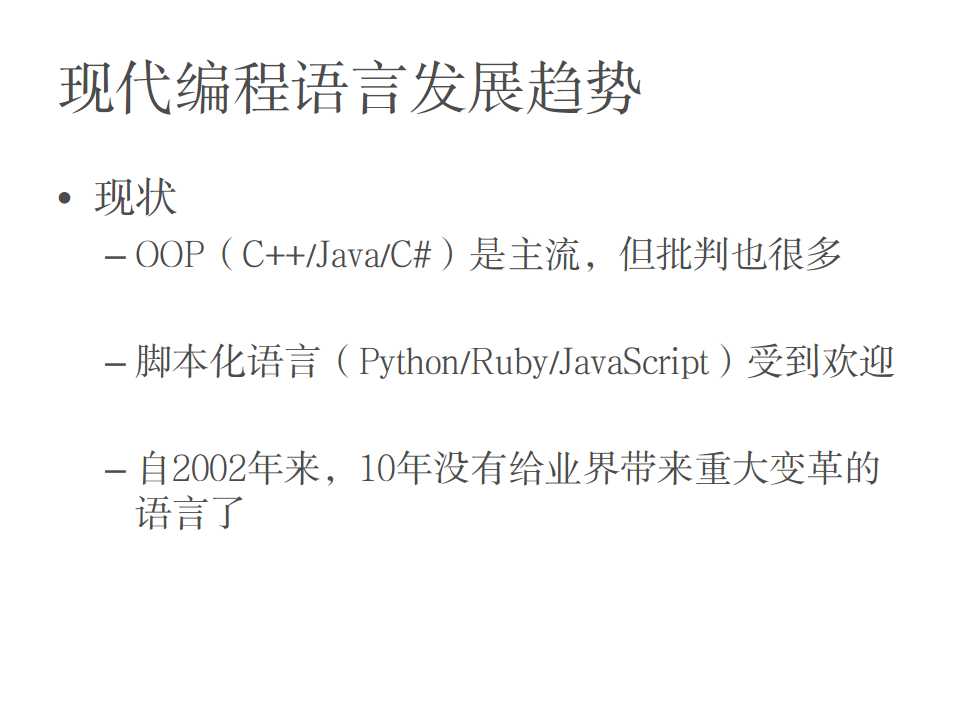 现代编程语言发展趋势
• 现状
– OOP（C++/Java/C#）是主流，但批判也很多
– 脚本化语言（Python/Ruby/JavaScript）受到欢迎
– 自2002年来，10年没有给业界带来重大变革的
语言了